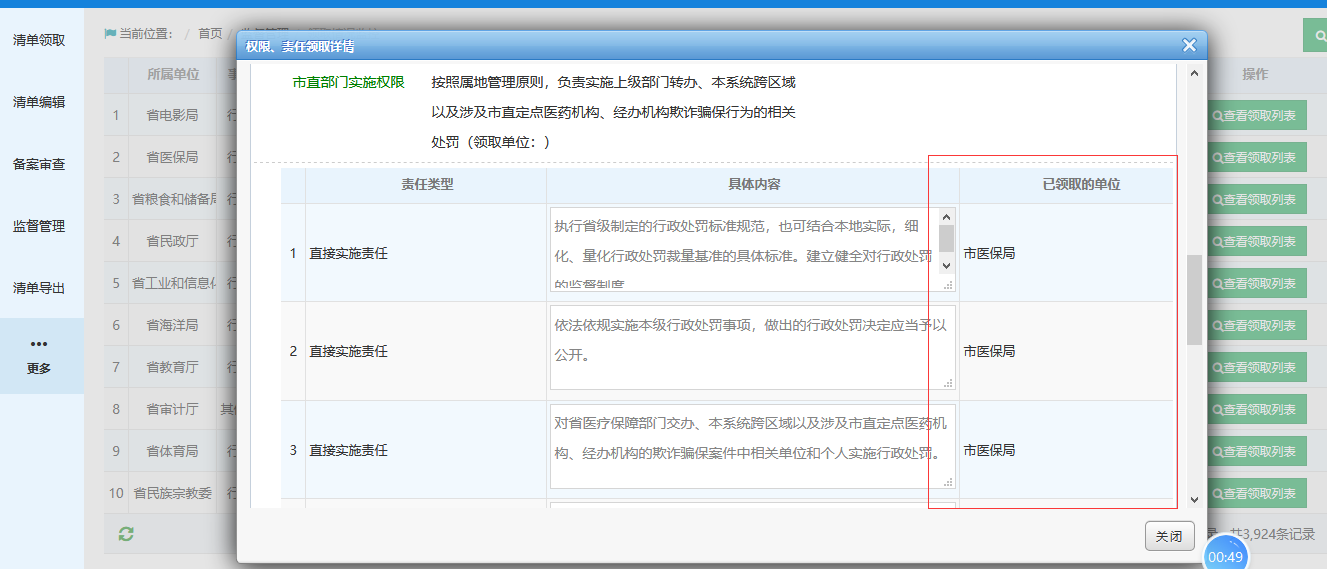 清单领取
清单编辑
备案审查
监督管理
清单导出
•••
更多
当前位置： / 首页 /
所属单位
操作
1 省电影局 行 查看领取列表
2 省医保局 行 查看领取列表
3 省粮食和储备局 行 查看领取列表
4 省民政厅 行 查看领取列表
5 省工业和信息化 行 查看领取列表
6 省海洋局 行 查看领取列表
7 省教育厅 行 查看领取列表
8 省审计厅 其他 查看领取列表
9 省体育局 行 查看领取列表
10 省民族宗教委 行 查看领取列表
共3,924条记录
权限、责任领取详情
市直部门实施权限
按照属地管理原则，负责实施上级部门转办、本系统跨区域
以及涉及市直定点医药机构、经办机构欺诈骗保行为的相关
处罚（领取单位：）
责任类型 具体内容 已领取的单位
1 直接实施责任
执行省级制定的行政处罚标准规范，也可结合本地实际，细
化、量化行政处罚裁量基准的具体标准。建立健全对行政处罚
的监督制度
市医保局
2 直接实施责任
依法依规实施本级行政处罚事项，做出的行政处罚决定应当予以
公开。
市医保局
3 直接实施责任
对省医疗保障部门交办、本系统跨区域以及涉及市直定点医药机
构、经办机构的欺诈骗保案件中相关单位和个人实施行政处罚。
市医保局
关闭
00:49